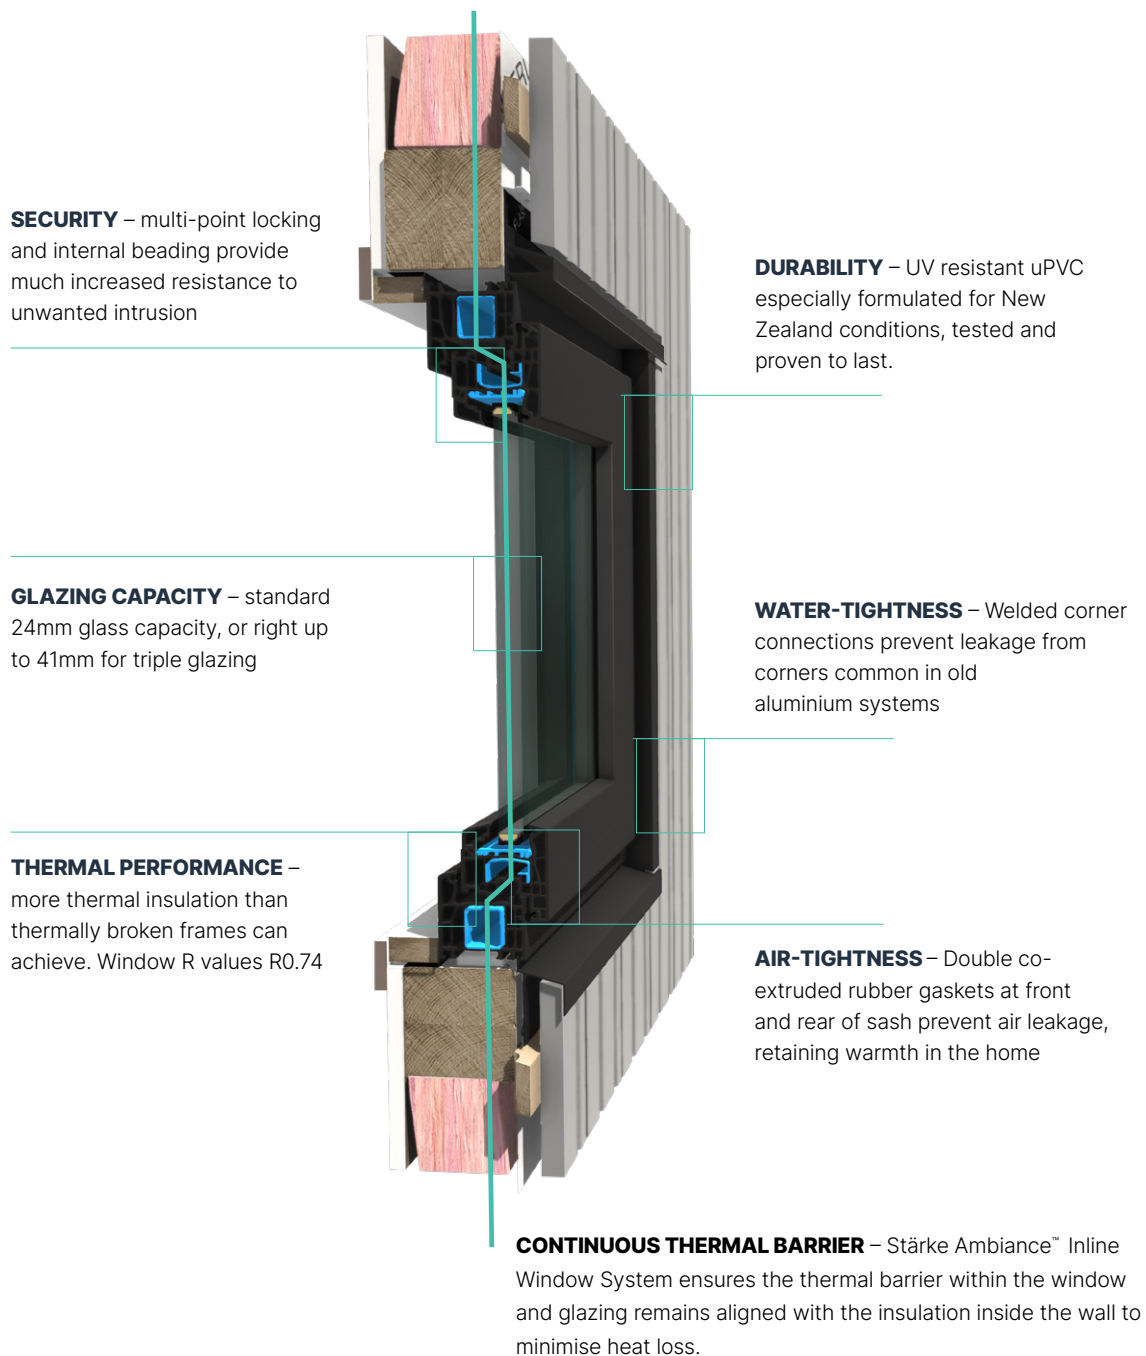 SECURITY – multi-point locking
and internal beading provide
much increased resistance to
unwanted intrusion
DURABILITY – UV resistant uPVC
especially formulated for New
Zealand conditions, tested and
proven to last.
GLAZING CAPACITY – standard
24mm glass capacity, or right up
to 41mm for triple glazing
WATER-TIGHTNESS – Welded corner
connections prevent leakage from
corners common in old
aluminium systems
THERMAL PERFORMANCE –
more thermal insulation than
thermally broken frames can
achieve. Window R values R0.74
AIR-TIGHTNESS – Double co-
extruded rubber gaskets at front
and rear of sash prevent air leakage,
retaining warmth in the home
CONTINUOUS THERMAL BARRIER – Stärke Ambiance™ Inline
Window System ensures the thermal barrier within the window
and glazing remains aligned with the insulation inside the wall to
minimise heat loss.